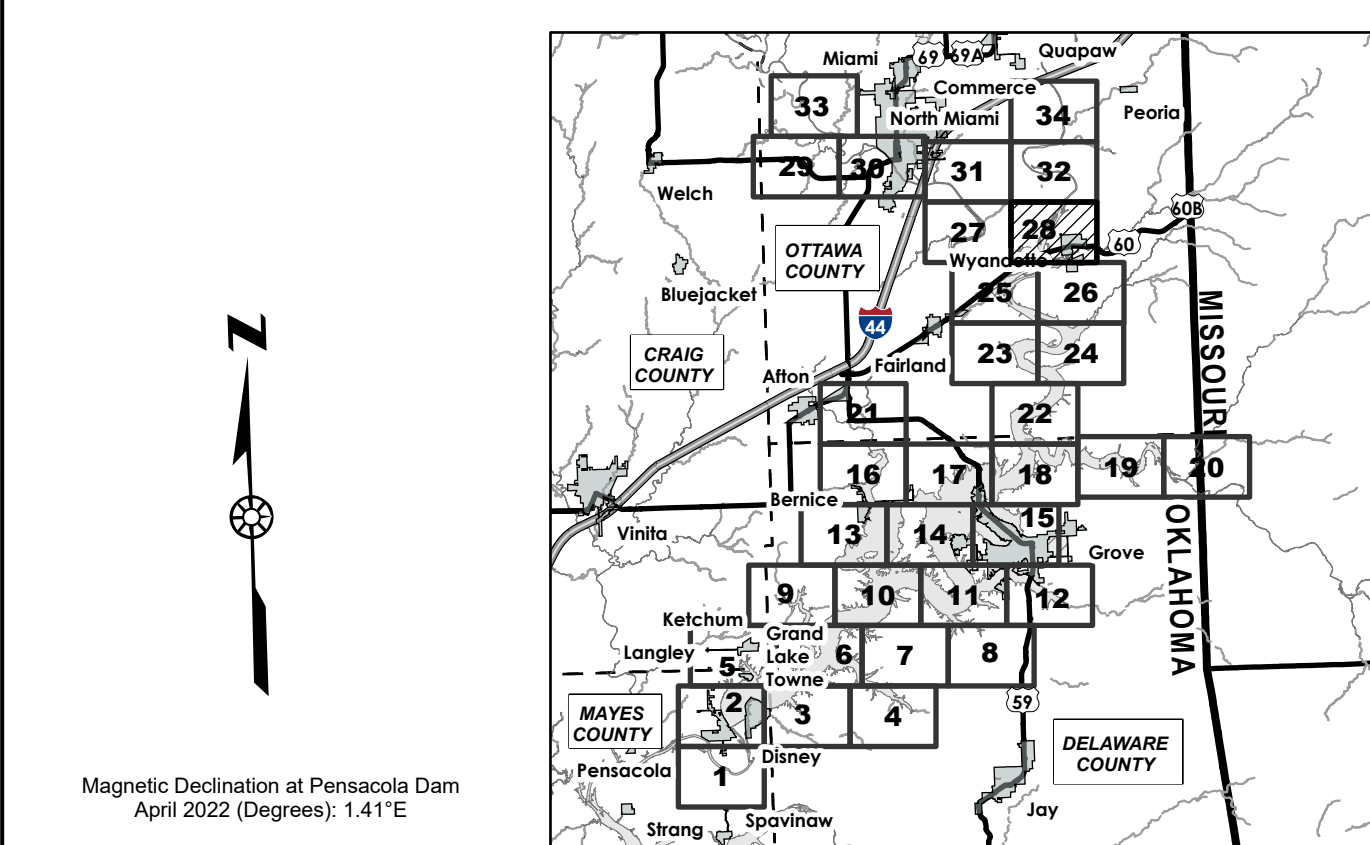 Miami
69
69A
Quapaw
Commerce
33
34
Peoria
North Miami
29
30
31
32
Welch
60B
27
28
60
OTTAWA
COUNTY
Wyandotte
Bluejacket
25
26
N
44
MISSOURI
CRAIG
COUNTY
23
24
Fairland
Afton
21
22
16
17
18
19
20
Bernice
15
13
14
Vinita
Grove
OKLAHOMA
9
10
11
12
Ketchum
Grand
Lake
Towne
Langley
5
6
7
8
2
3
4
59
MAYES
COUNTY
DELAWARE
COUNTY
Disney
Pensacola
1
Magnetic Declination at Pensacola Dam
April 2022 (Degrees): 1.41°E
Jay
Spavinaw
Strang